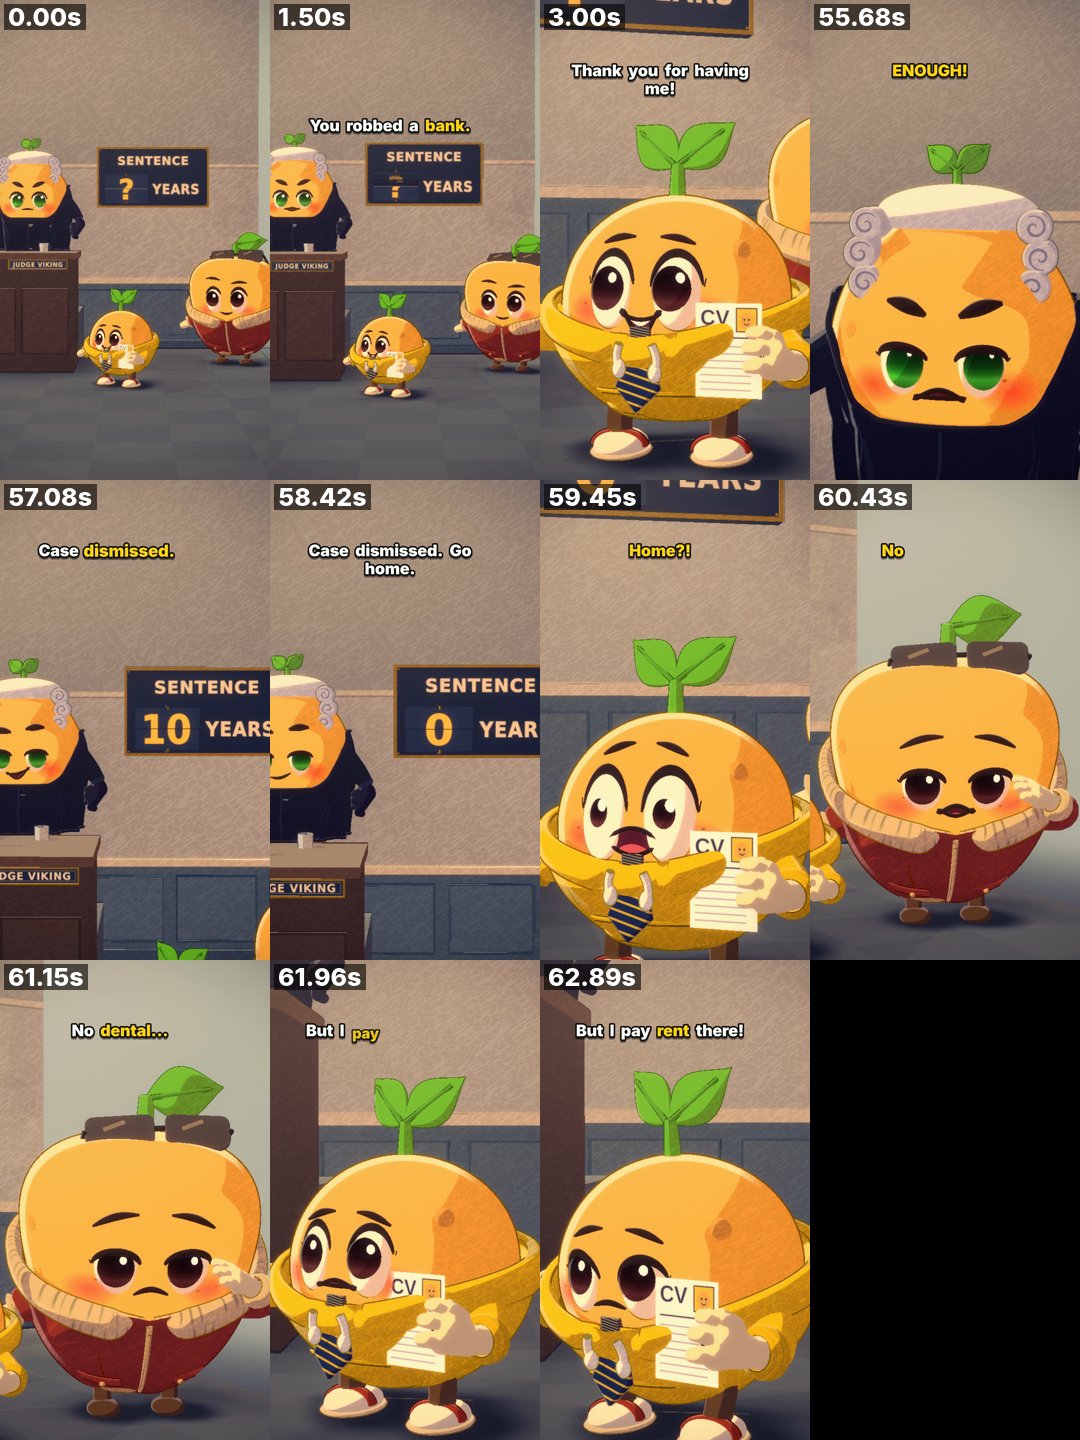 0.00s
SENTENCE
? YEARS
JUDGE VIKING
1.50s
You robbed a bank.
SENTENCE
YEARS
JUDGE VIKING
3.00s
YEARS
Thank you for having
me!
CV
55.68s
ENOUGH!
57.08s
Case dismissed.
SENTENCE
10 YEARS
DGE VIKING
58.42s
Case dismissed. Go
home.
SENTENCE
0 YEAR
GE VIKING
59.45s
YEARS
Home?!
CV
60.43s
No
61.15s
No dental...
61.96s
But I pay
CV
62.89s
But I pay rent there!
CV